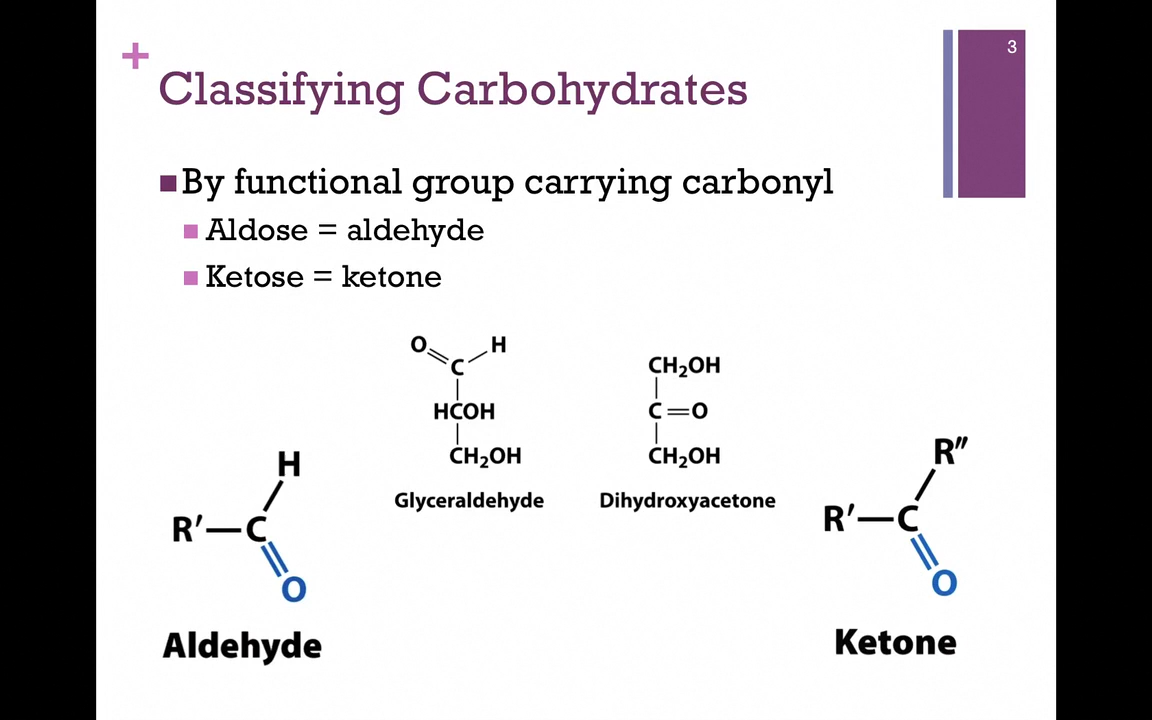 +
3
Classifying Carbohydrates
By functional group carrying carbonyl
Aldose = aldehyde
Ketose = ketone
O H
C
HCOH
CH₂OH
Glyceraldehyde
CH₂OH
C=O
CH₂OH
Dihydroxyacetone
H
R′—C
O
Aldehyde
R″
R′—C
O
Ketone